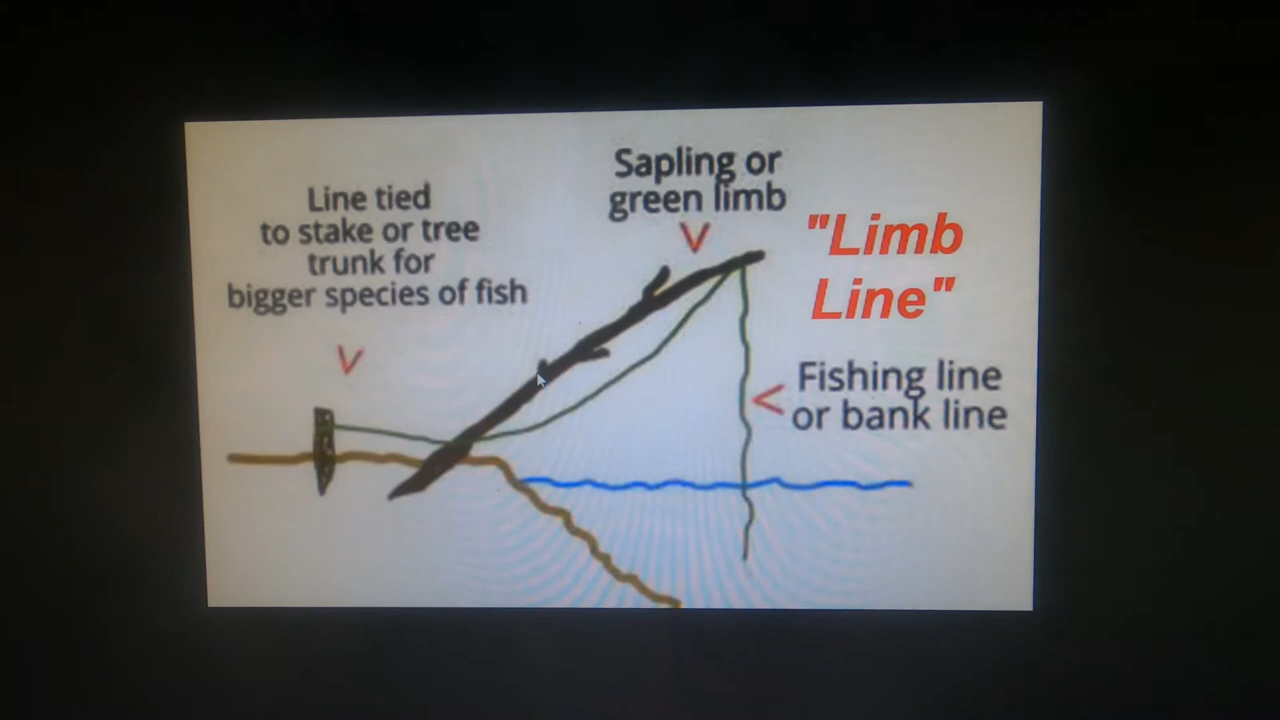 Sapling or
green limb
Line tied
to stake or tree
trunk for
bigger species of fish
"Limb
Line"
Fishing line
or bank line